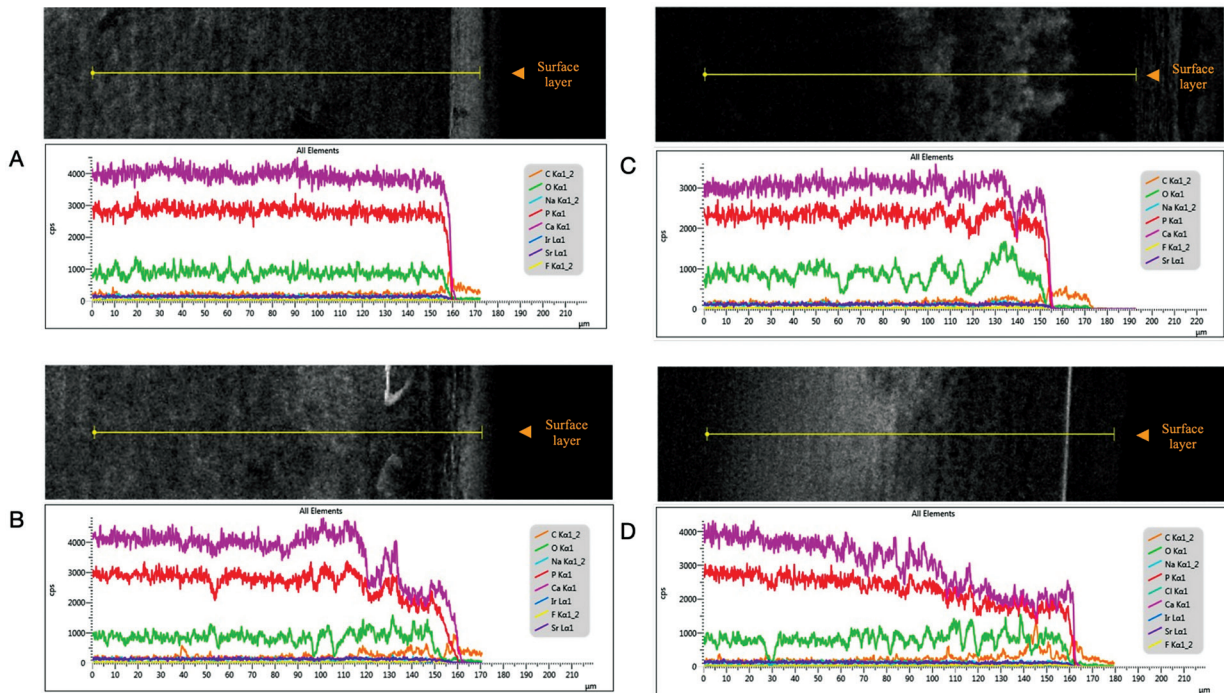 Surface
layer
A
All Elements
4000
3000
2000
1000
0
cps
C Kα1_2
O Kα1
Na Kα1_2
P Kα1
Ca Kα1
Ir Lα1
Sr Lα1
F Kα1_2
0 10 20 30 40 50 60 70 80 90 100 110 120 130 140 150 160 170 180 190 200 210
µm
Surface
layer
B
All Elements
4000
3000
2000
1000
0
cps
C Kα1_2
O Kα1
Na Kα1_2
P Kα1
Ca Kα1
Ir Lα1
F Kα1_2
Sr Lα1
0 10 20 30 40 50 60 70 80 90 100 110 120 130 140 150 160 170 180 190 200 210
µm
Surface
layer
C
All Elements
3000
2000
1000
0
cps
C Kα1_2
O Kα1
Na Kα1_2
P Kα1
Ca Kα1
F Kα1_2
Sr Lα1
0 10 20 30 40 50 60 70 80 90 100 110 120 130 140 150 160 170 180 190 200 210 220
µm
Surface
layer
D
All Elements
4000
3000
2000
1000
0
cps
C Kα1_2
O Kα1
Na Kα1_2
P Kα1
Cl Kα1
Ca Kα1
Ir Lα1
Sr Lα1
F Kα1_2
0 10 20 30 40 50 60 70 80 90 100 110 120 130 140 150 160 170 180 190 200 210
µm